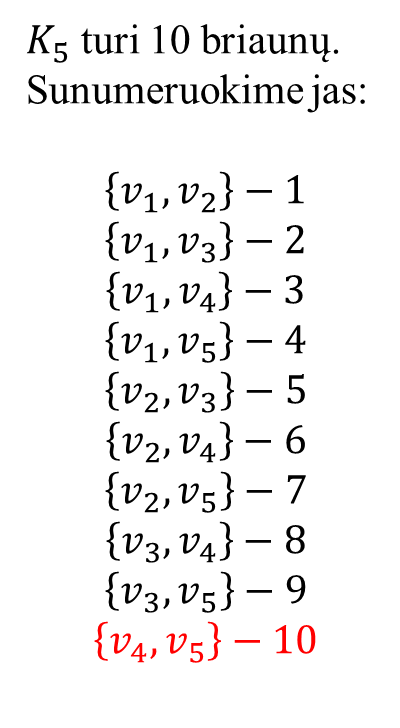 K₅ turi 10 briaunų.
Sunumeruokime jas:
{v₁, v₂} − 1
{v₁, v₃} − 2
{v₁, v₄} − 3
{v₁, v₅} − 4
{v₂, v₃} − 5
{v₂, v₄} − 6
{v₂, v₅} − 7
{v₃, v₄} − 8
{v₃, v₅} − 9
{v₄, v₅} − 10